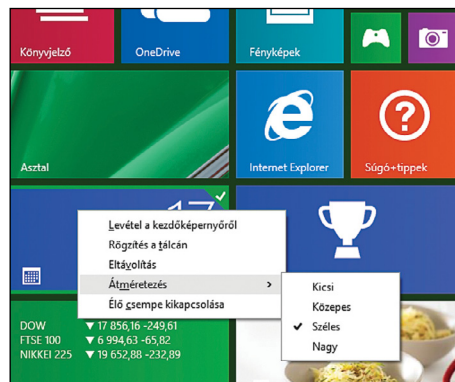 Könyvjelző
OneDrive
Fényképek
Asztal
Internet Explorer
Súgó+tippek
17
Levétel a kezdőképernyőről
Rögzítés a tálcán
Eltávolítás
Átméretezés
Élő csempe kikapcsolása
Kicsi
Közepes
Széles
Nagy
DOW ▼ 17 856,16 -249,61
FTSE 100 ▼ 6 994,63 -65,82
NIKKEI 225 ▼ 19 652,88 -232,89